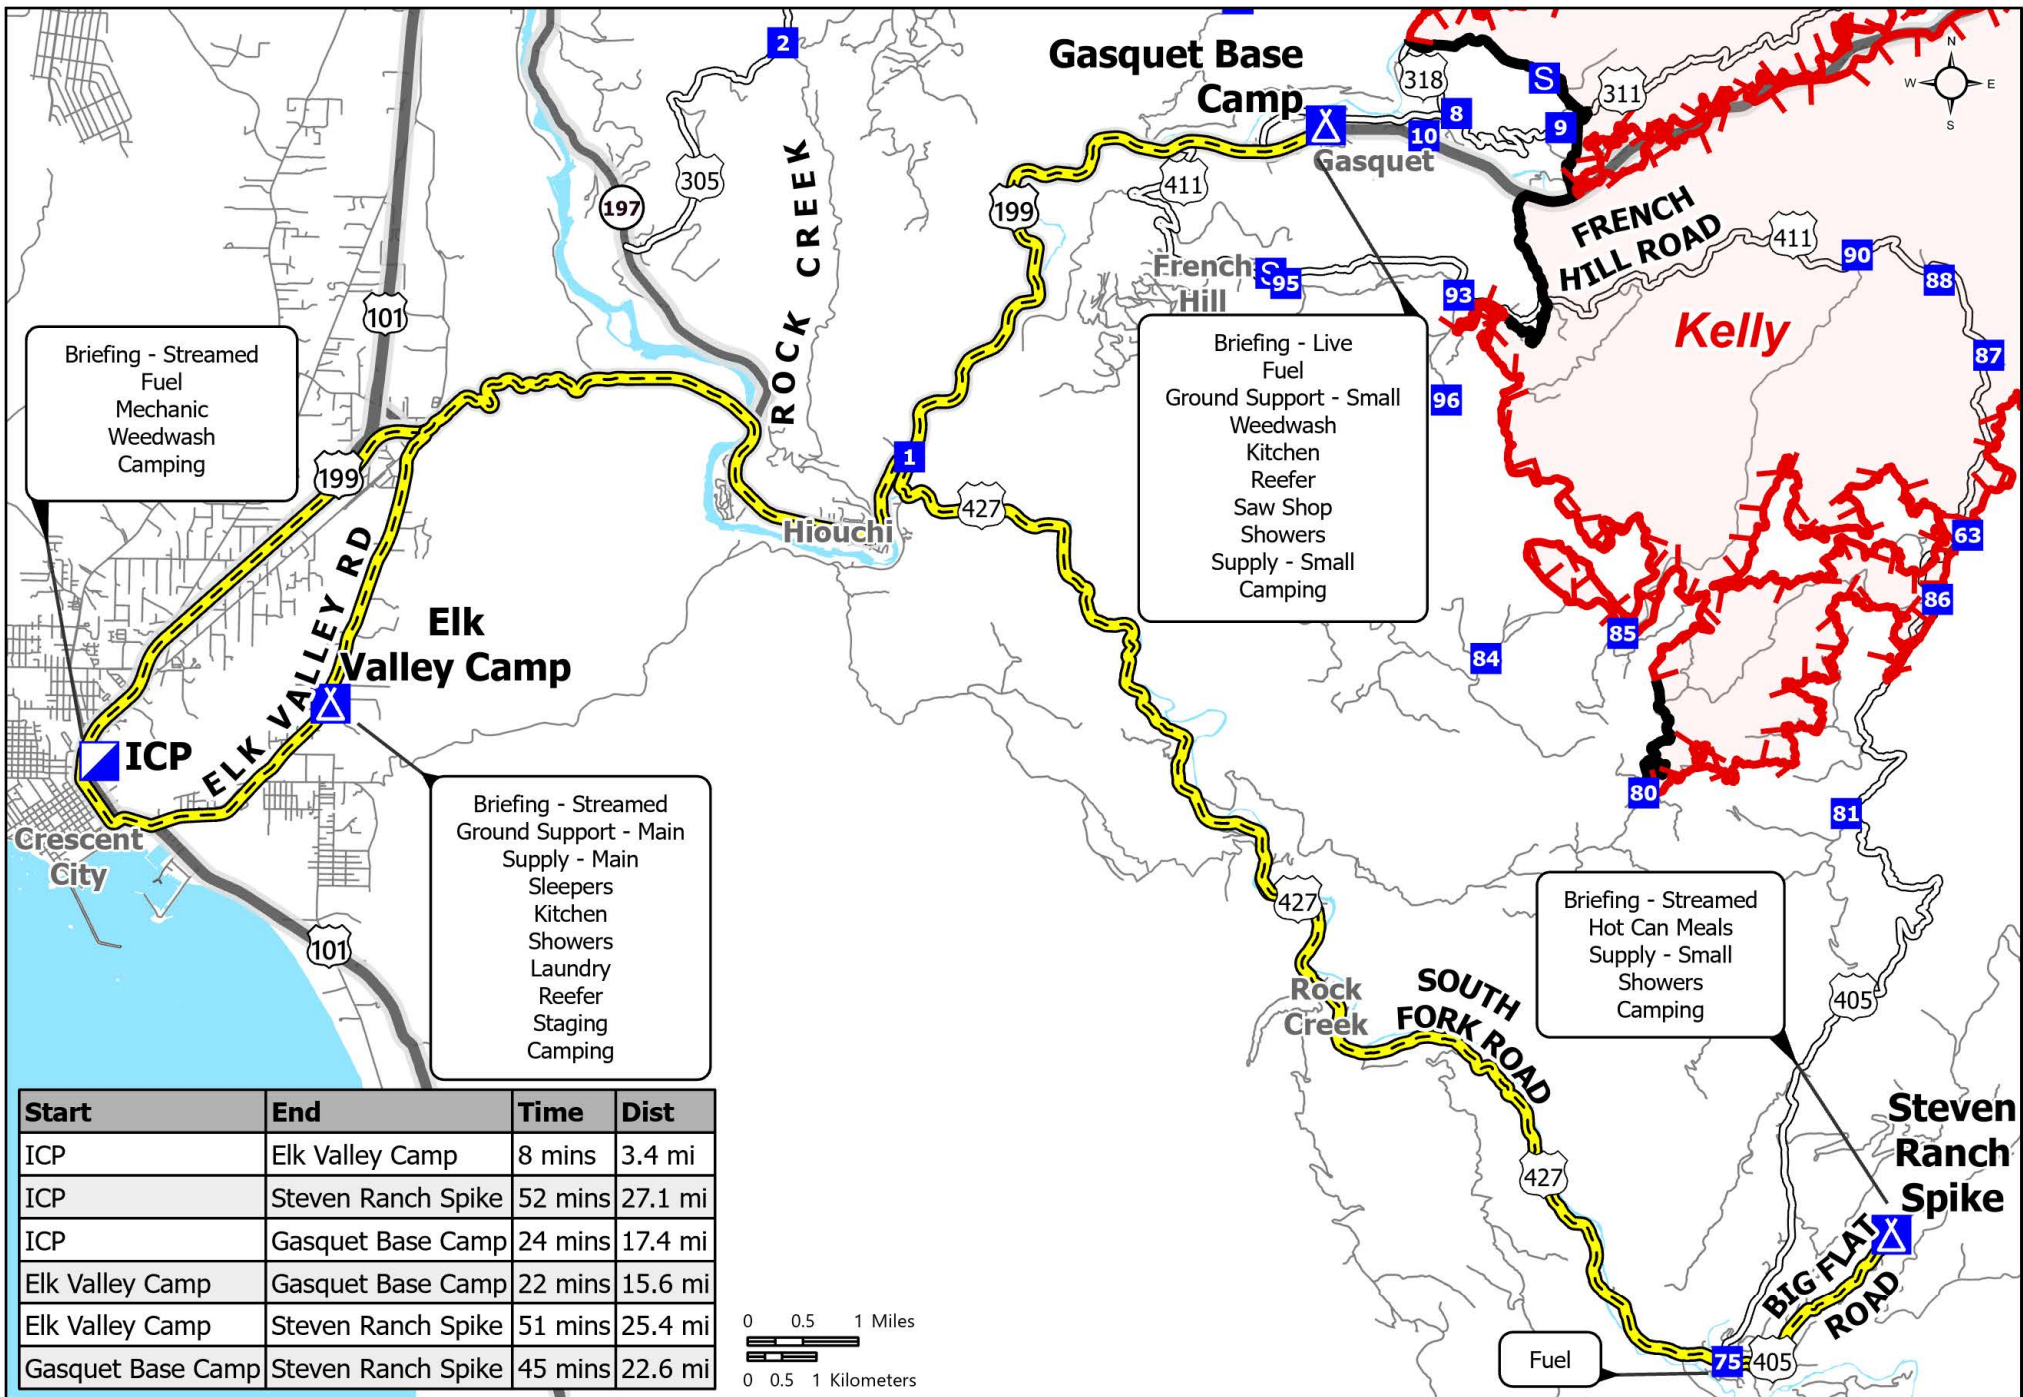 2
Gasquet Base
Camp
318
S
311
N
W
E
S
8
9
10
Gasquet
305
197
411
199
ROCK CREEK
FRENCH
HILL ROAD
411
90
88
87
French
Hill
S
95
93
Kelly
96
101
Briefing - Streamed
Fuel
Mechanic
Weedwash
Camping
Briefing - Live
Fuel
Ground Support - Small
Weedwash
Kitchen
Reefer
Saw Shop
Showers
Supply - Small
Camping
199
1
427
Hiouchi
63
86
85
84
ELK VALLEY RD
Elk
Valley Camp
ICP
80
81
Crescent
City
101
Briefing - Streamed
Ground Support - Main
Supply - Main
Sleepers
Kitchen
Showers
Laundry
Reefer
Staging
Camping
427
Rock
Creek
SOUTH
FORK ROAD
Briefing - Streamed
Hot Can Meals
Supply - Small
Showers
Camping
405
Steven
Ranch
Spike
427
BIG FLAT
ROAD
Fuel
75
405
Start End Time Dist
ICP Elk Valley Camp 8 mins 3.4 mi
ICP Steven Ranch Spike 52 mins 27.1 mi
ICP Gasquet Base Camp 24 mins 17.4 mi
Elk Valley Camp Gasquet Base Camp 22 mins 15.6 mi
Elk Valley Camp Steven Ranch Spike 51 mins 25.4 mi
Gasquet Base Camp Steven Ranch Spike 45 mins 22.6 mi
0 0.5 1 Miles
0 0.5 1 Kilometers